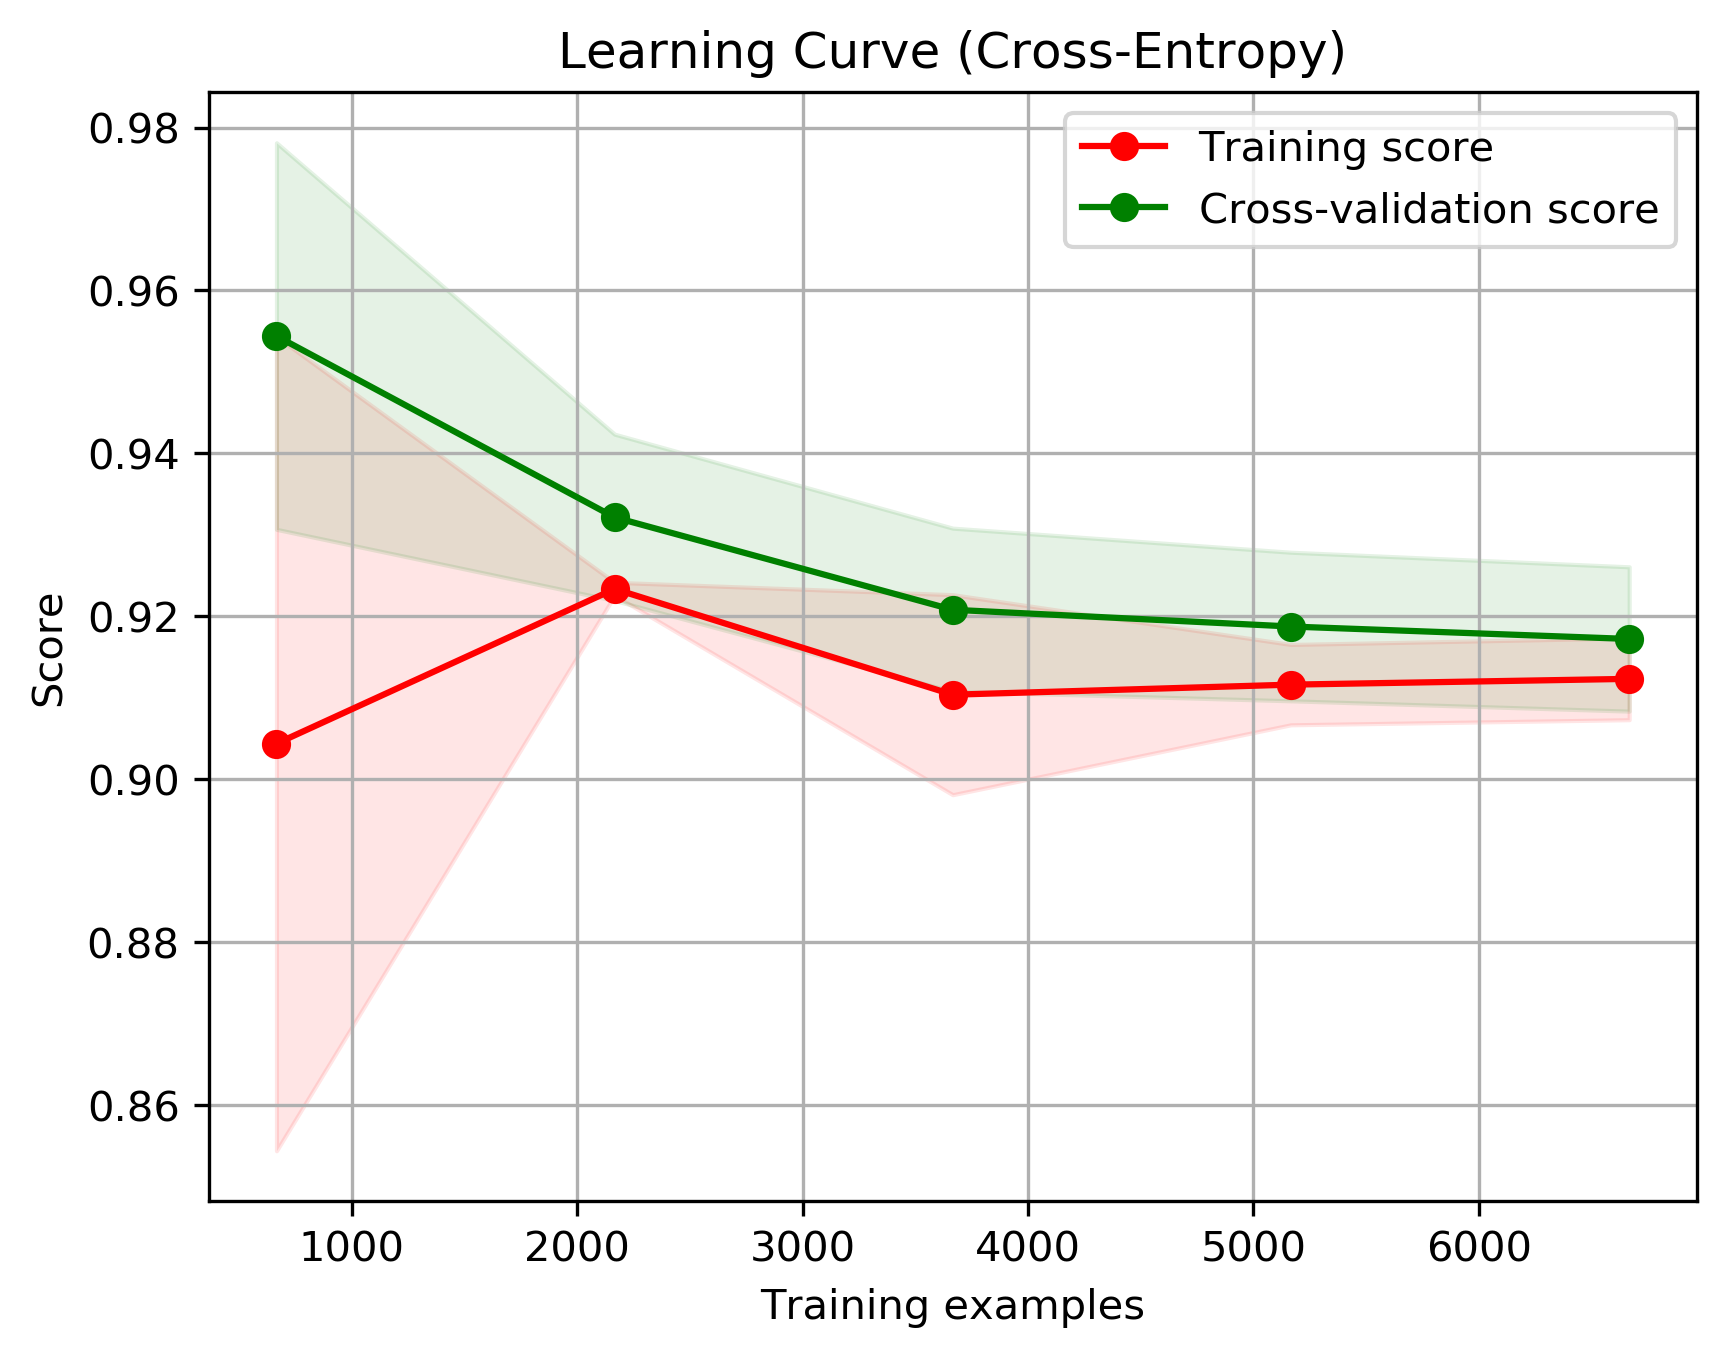 Learning Curve (Cross-Entropy)
Training score
Cross-validation score
0.98
0.96
0.94
0.92
0.90
0.88
0.86
Score
1000 2000 3000 4000 5000 6000
Training examples